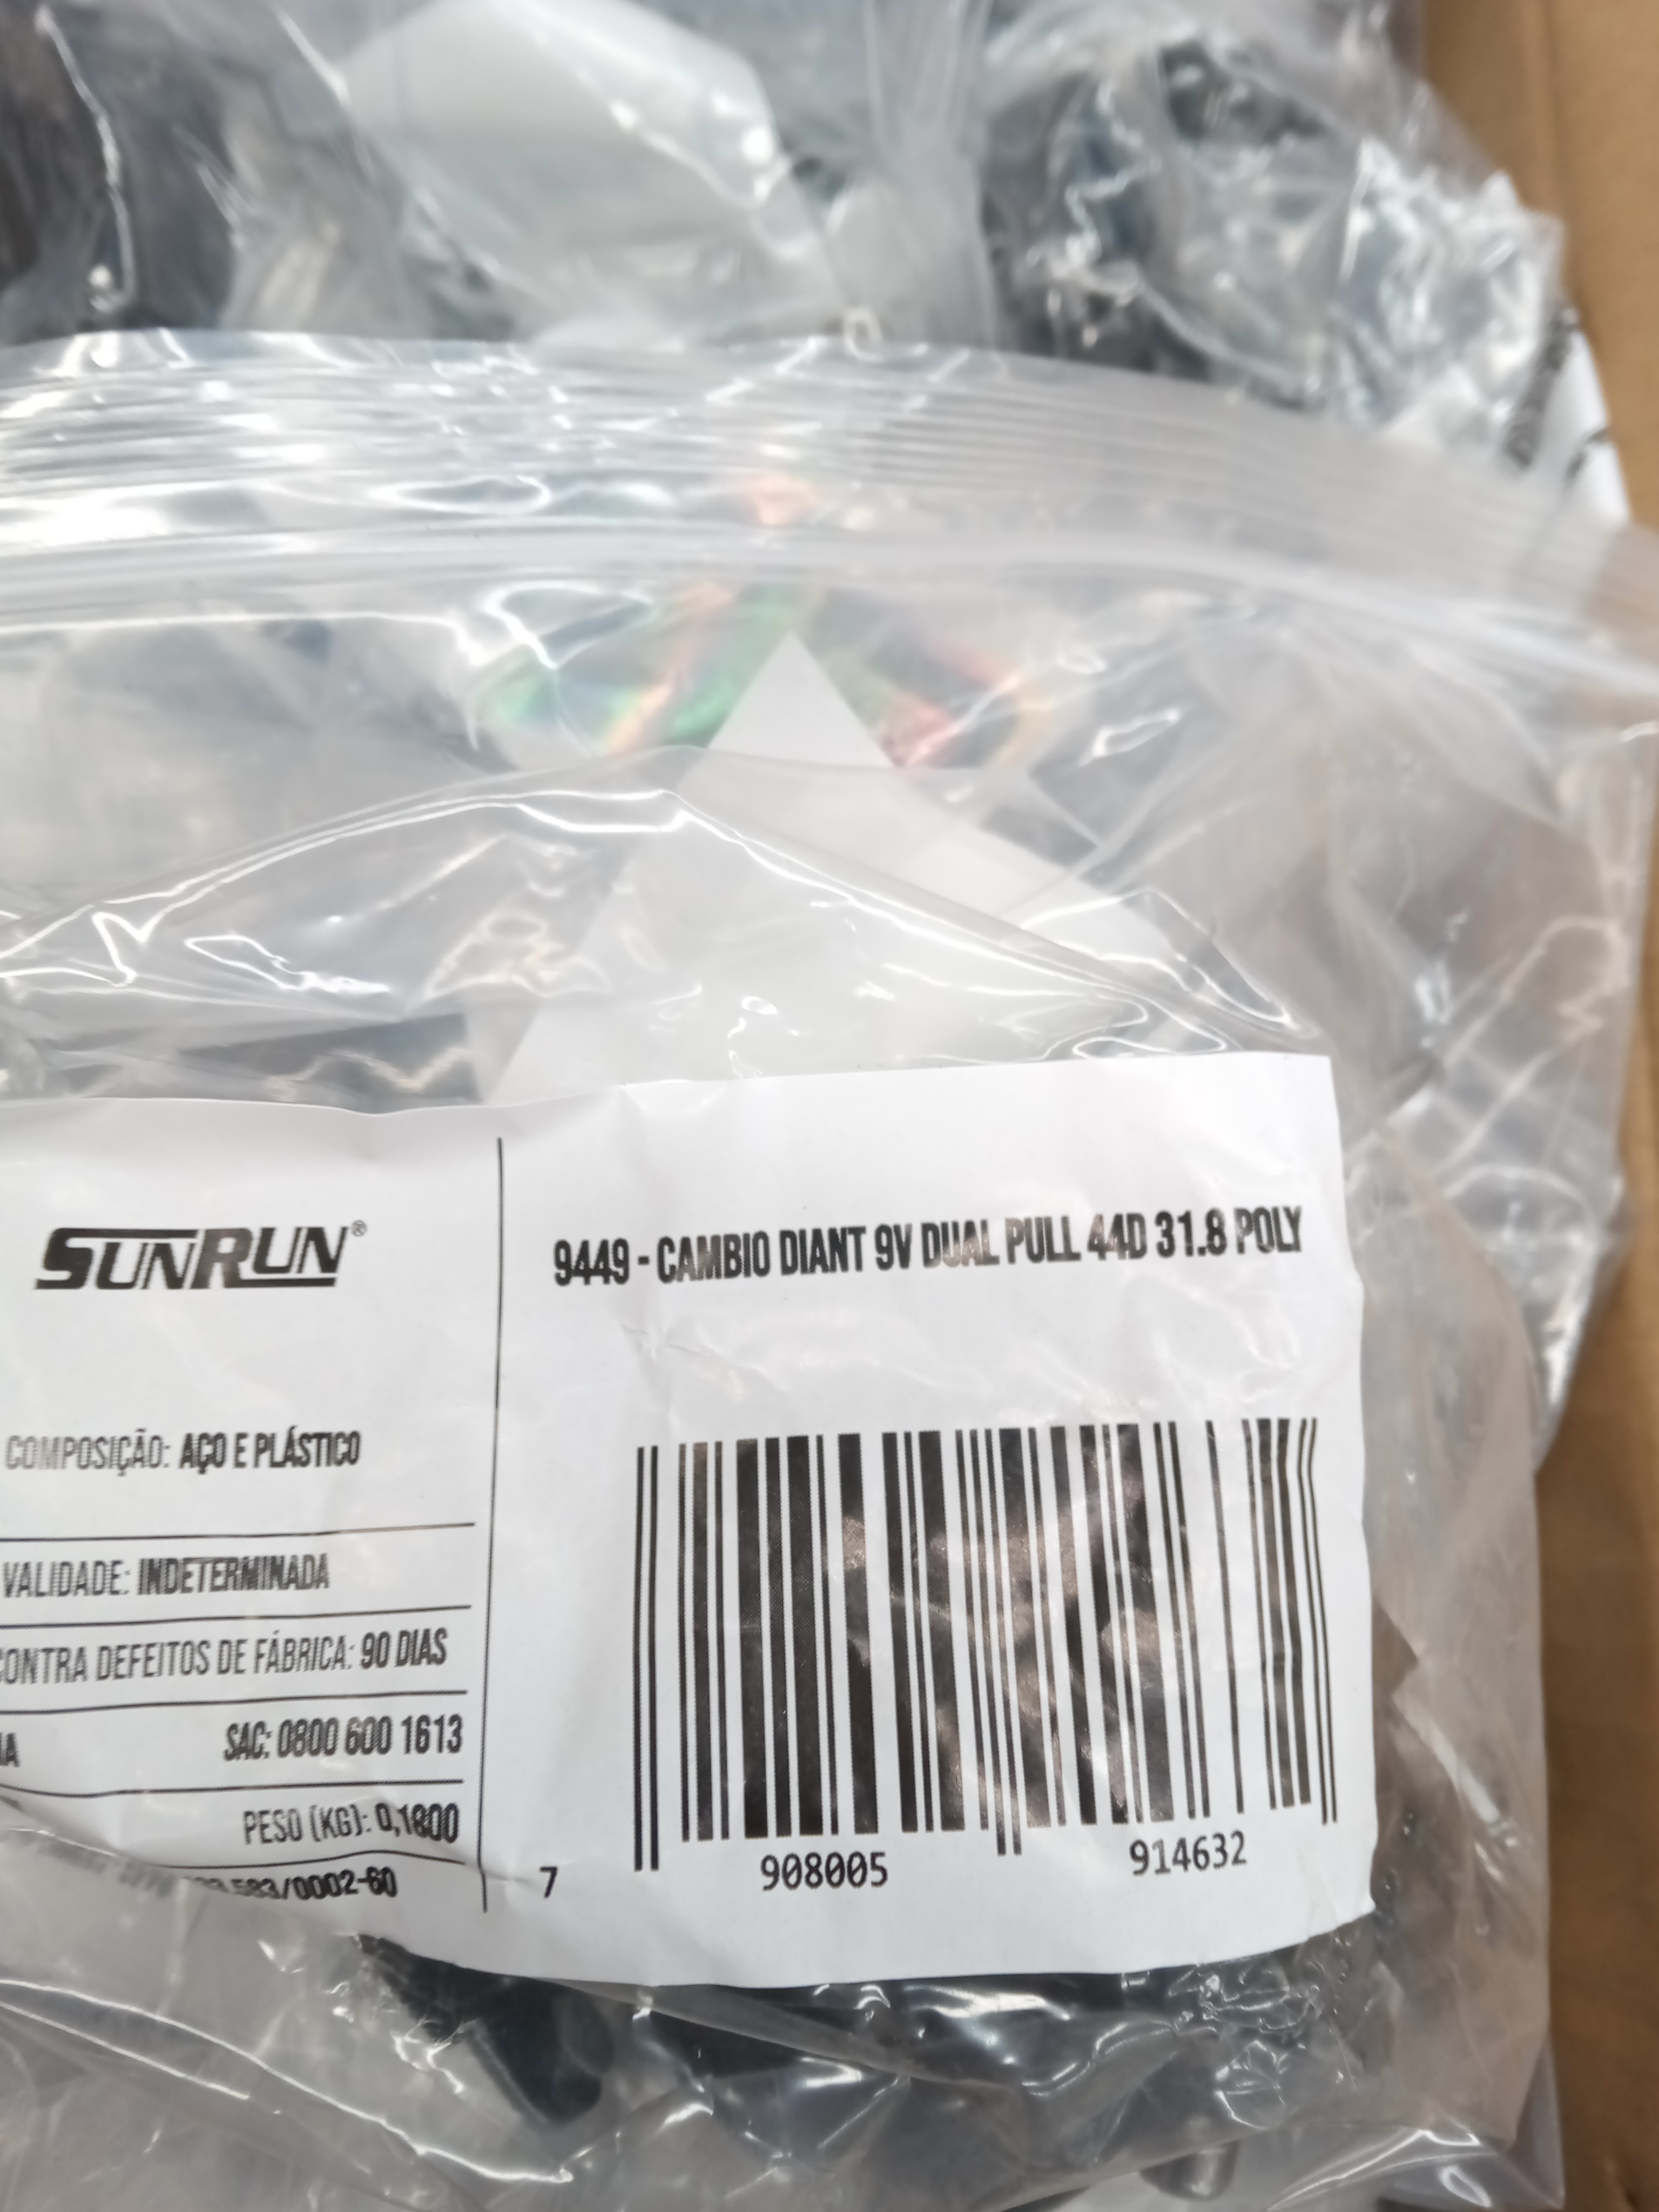 SUNRUN®
COMPOSIÇÃO: AÇO E PLÁSTICO
VALIDADE: INDETERMINADA
CONTRA DEFEITOS DE FÁBRICA: 90 DIAS
SAC: 0800 600 1613
PESO (KG): 0,1800
583/0002-60
9449 - CAMBIO DIANT 9V DUAL PULL 44D 31.8 POLY
7 908005 914632